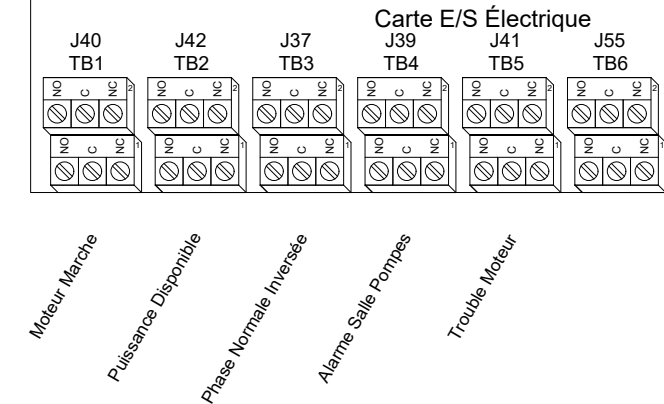 Carte E/S Électrique
J40 J42 J37 J39 J41 J55
TB1 TB2 TB3 TB4 TB5 TB6
NO C NC 2 NO C NC 2 NO C NC 2 NO C NC 2 NO C NC 2 NO C NC 2
NO C NC 1 NO C NC 1 NO C NC 1 NO C NC 1 NO C NC 1 NO C NC 1
Moteur Marche
Puissance Disponible
Phase Normale Inversée
Alarme Salle Pompes
Trouble Moteur